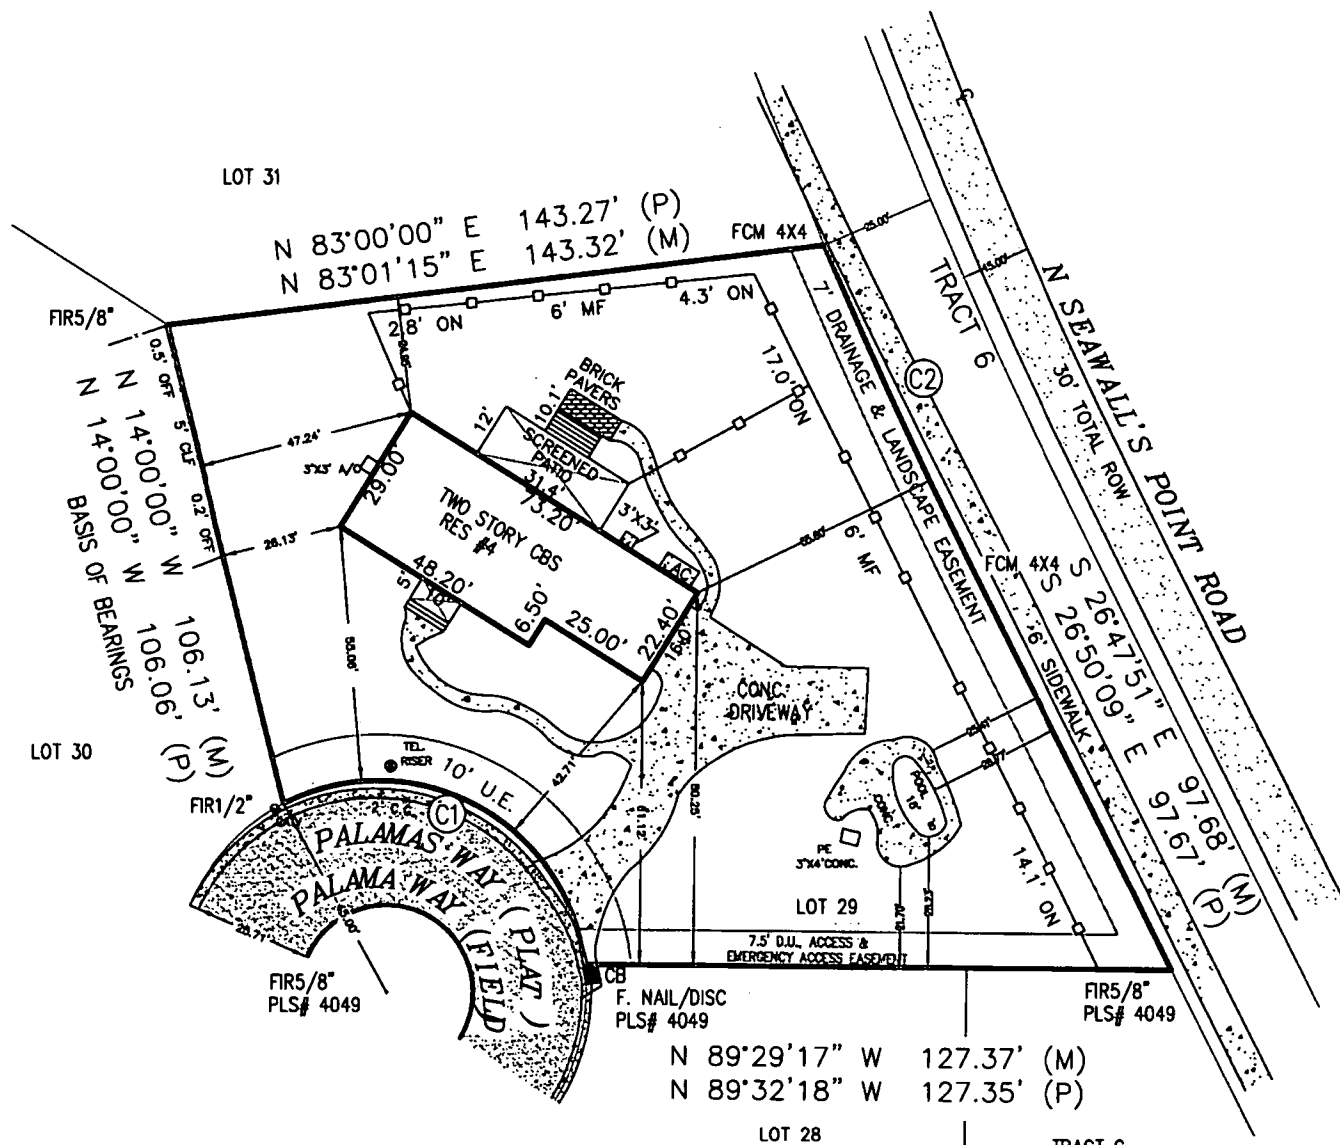 LOT 31
N 83°00'00" E 143.27' (P)
N 83°01'15" E 143.32' (M)
FCM 4X4
25.00'
15.00'
TRACT 6
N SEAWALL'S POINT ROAD
30' TOTAL ROW
FIR5/8"
0.5' OFF
5' CLF
0.2' OFF
2.8' ON
6' MF
4.3' ON
17.0' ON
7' DRAINAGE & LANDSCAPE EASEMENT
C2
BRICK
PAVERS
10.1'
12'
SCREENED
PATIO
31.4'
73.20'
47.24'
3'X3' A/C
29.00'
TWO STORY CBS
RES #4
3'X3'
AC
26.13'
48.20'
5'
10'
6.50'
25.00'
22.40'
16.0'
6' MF
FCM 4X4
N 14°00'00" W 106.13' (M)
N 14°00'00" W 106.06' (P)
BASIS OF BEARINGS
S 26°47'51" E 97.68' (M)
S 26°50'09" E 97.67' (P)
6' SIDEWALK
CONC.
DRIVEWAY
LOT 30
TEL.
RISER
10' U.E.
42.71'
FIR1/2"
2' C.G.
C1
PALAMAS WAY (PLAT)
PALAMA WAY (FIELD
45.00'
POOL
CONC.
PE
3'X4'CONC.
14.1' ON
LOT 29
7.5' D.U., ACCESS &
EMERGENCY ACCESS EASEMENT
CB
FIR5/8"
PLS# 4049
F. NAIL/DISC
PLS# 4049
FIR5/8"
PLS# 4049
N 89°29'17" W 127.37' (M)
N 89°32'18" W 127.35' (P)
LOT 28